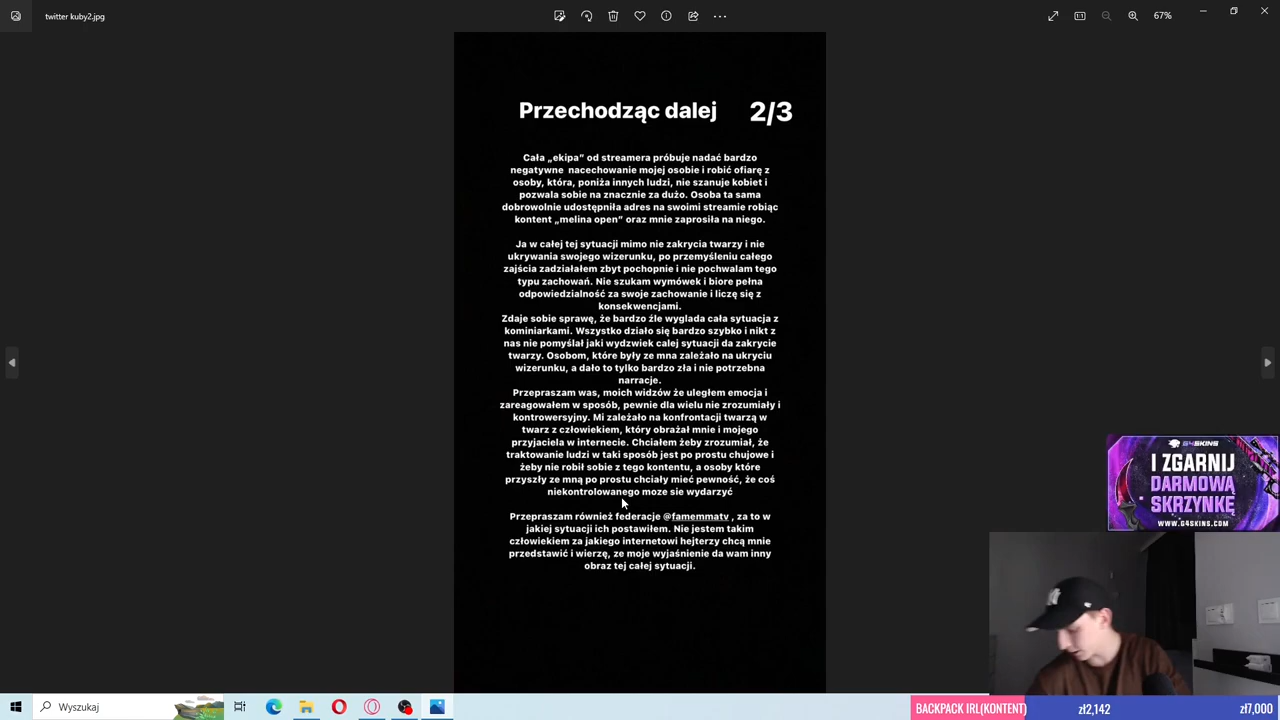 twitter kuby2.jpg
67%
Przechodząc dalej 2/3
Cała „ekipa” od streamera próbuje nadać bardzo
negatywne nacechowanie mojej osobie i robić ofiarę z
osoby, która, poniża innych ludzi, nie szanuje kobiet i
pozwala sobie na znacznie za dużo. Osoba ta sama
dobrowolnie udostępniła adres na swoimi streamie robiąc
kontent „melina open” oraz mnie zaprosiła na niego.
Ja w całej tej sytuacji mimo nie zakrycia twarzy i nie
ukrywania swojego wizerunku, po przemyśleniu całego
zajścia zadziałałem zbyt pochopnie i nie pochwalam tego
typu zachowań. Nie szukam wymówek i biore pełna
odpowiedzialność za swoje zachowanie i liczę się z
konsekwencjami.
Zdaje sobie sprawę, że bardzo źle wyglada cała sytuacja z
kominiarkami. Wszystko działo się bardzo szybko i nikt z
nas nie pomyślał jaki wydzwiek calej sytuacji da zakrycie
twarzy. Osobom, które były ze mna zależało na ukryciu
wizerunku, a dało to tylko bardzo zła i nie potrzebna
narracje.
Przepraszam was, moich widzów że uległem emocja i
zareagowałem w sposób, pewnie dla wielu nie zrozumiały i
kontrowersyjny. Mi zależało na konfrontacji twarzą w
twarz z człowiekiem, który obrażał mnie i mojego
przyjaciela w internecie. Chciałem żeby zrozumiał, że
traktowanie ludzi w taki sposób jest po prostu chujowe i
żeby nie robił sobie z tego kontentu, a osoby które
przyszły ze mną po prostu chciały mieć pewność, że coś
niekontrolowanego moze sie wydarzyć
Przepraszam również federacje @famemmatv , za to w
jakiej sytuacji ich postawiłem. Nie jestem takim
człowiekiem za jakiego internetowi hejterzy chcą mnie
przedstawić i wierzę, ze moje wyjaśnienie da wam inny
obraz tej całej sytuacji.
G4SKINS
I ZGARNIJ
DARMOWĄ
SKRZYNKĘ
WWW.G4SKINS.COM
Wyszukaj
BACKPACK IRL(KONTENT) zł2,142 zł7,000